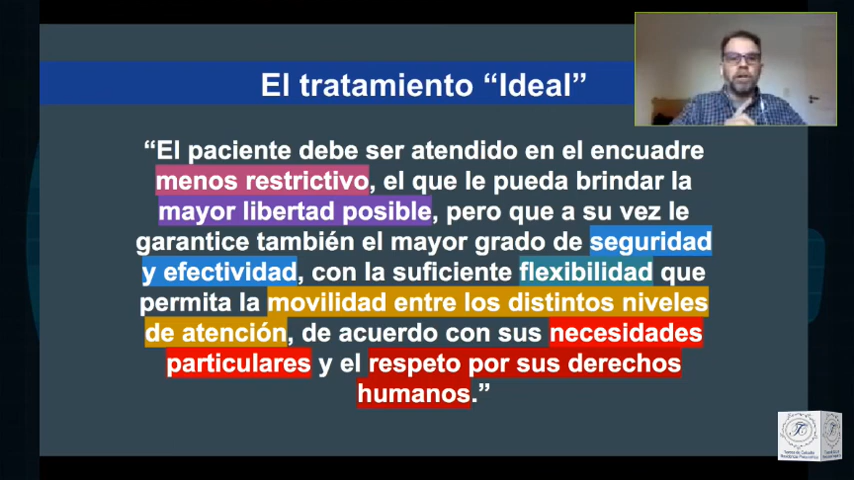 El tratamiento “Ideal”
“El paciente debe ser atendido en el encuadre
menos restrictivo, el que le pueda brindar la
mayor libertad posible, pero que a su vez le
garantice también el mayor grado de seguridad
y efectividad, con la suficiente flexibilidad que
permita la movilidad entre los distintos niveles
de atención, de acuerdo con sus necesidades
particulares y el respeto por sus derechos
humanos.”